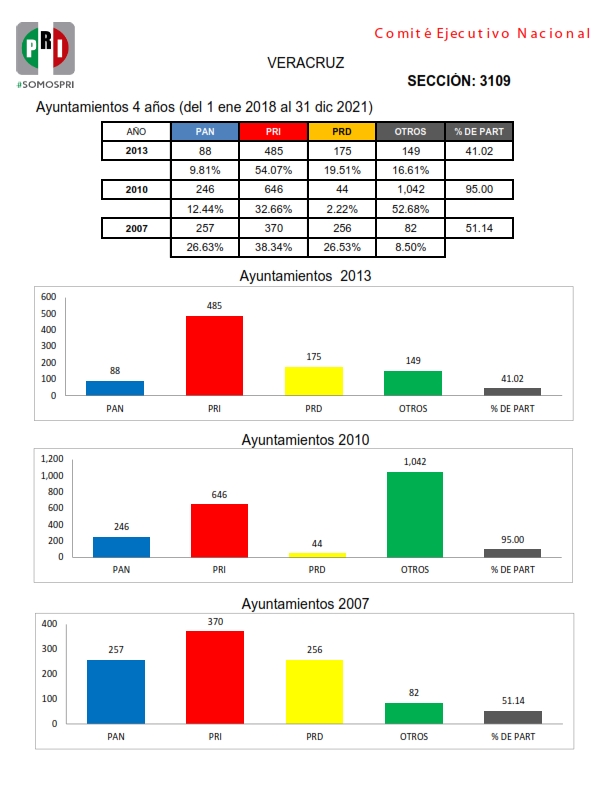 Comité Ejecutivo Nacional
PRI
#SOMOSPRI
VERACRUZ
SECCIÓN: 3109
Ayuntamientos 4 años (del 1 ene 2018 al 31 dic 2021)
AÑO PAN PRI PRD OTROS % DE PART
2013 88 485 175 149 41.02
9.81% 54.07% 19.51% 16.61%
2010 246 646 44 1,042 95.00
12.44% 32.66% 2.22% 52.68%
2007 257 370 256 82 51.14
26.63% 38.34% 26.53% 8.50%
Ayuntamientos 2013
600
500
400
300
200
100
0
88 485 175 149 41.02
PAN PRI PRD OTROS % DE PART
Ayuntamientos 2010
1,200
1,000
800
600
400
200
0
246 646 44 1,042 95.00
PAN PRI PRD OTROS % DE PART
Ayuntamientos 2007
400
300
200
100
0
257 370 256 82 51.14
PAN PRI PRD OTROS % DE PART